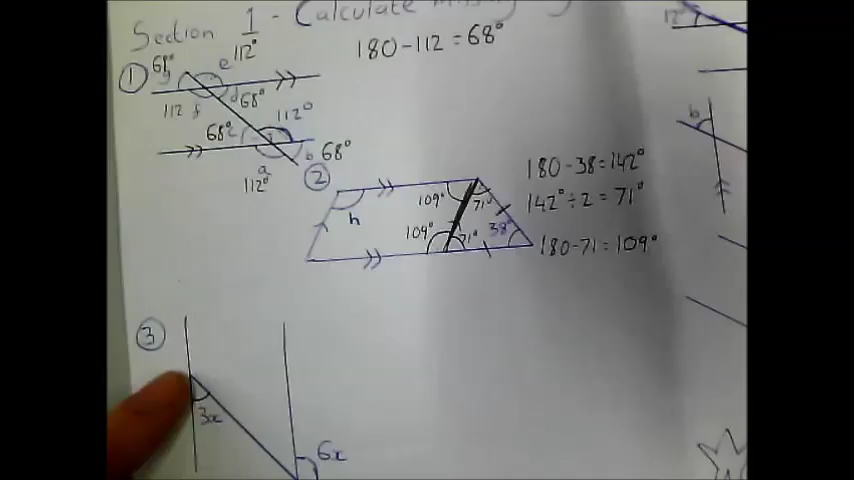 Section 1 - Calculate
180-112=68°
1
68°
g
e
112°
112 f
d 68°
112°
68° c
b 68°
a
112°
2
h
109°
71°
109°
71°
38°
180-38=142°
142°÷2=71°
180-71=109°
3
3x
6x
12°
b